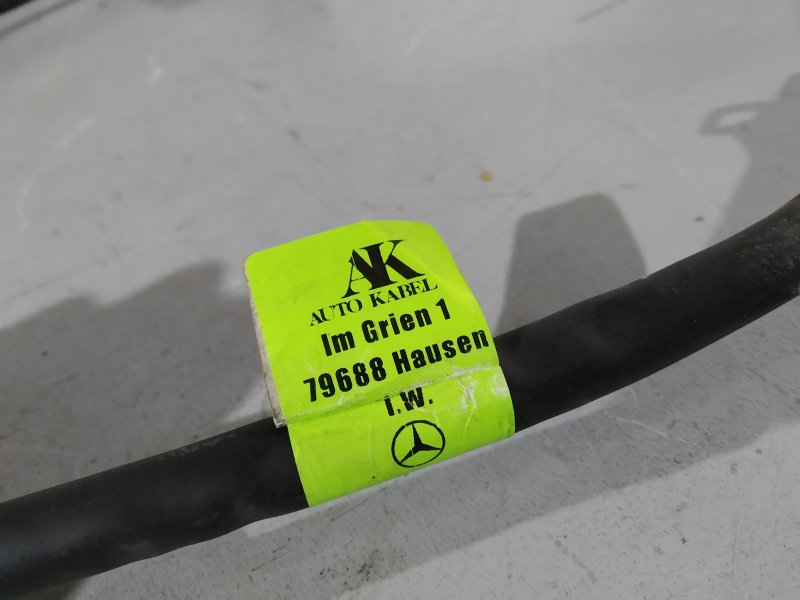 AK
AUTO KABEL
Im Grien 1
79688 Hausen
i.W.